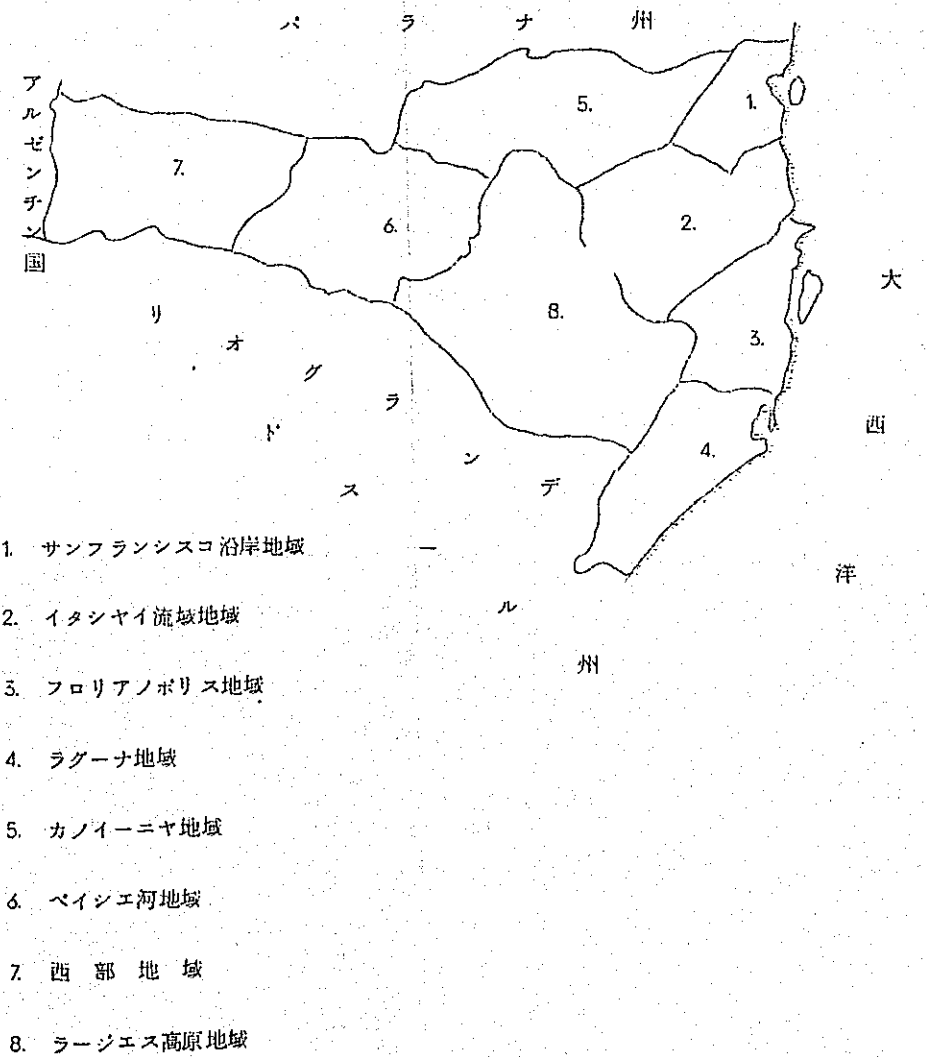 パラナ州
アルゼンチン国
1.
2.
3.
4.
5.
6.
7.
8.
大西洋
リオグランデ
ドスール州
1. サンフランシスコ沿岸地域
2. イタシヤイ流域地域
3. フロリアノポリス地域
4. ラグーナ地域
5. カノイーニヤ地域
6. ペイシエ河地域
7. 西部地域
8. ラージエス高原地域